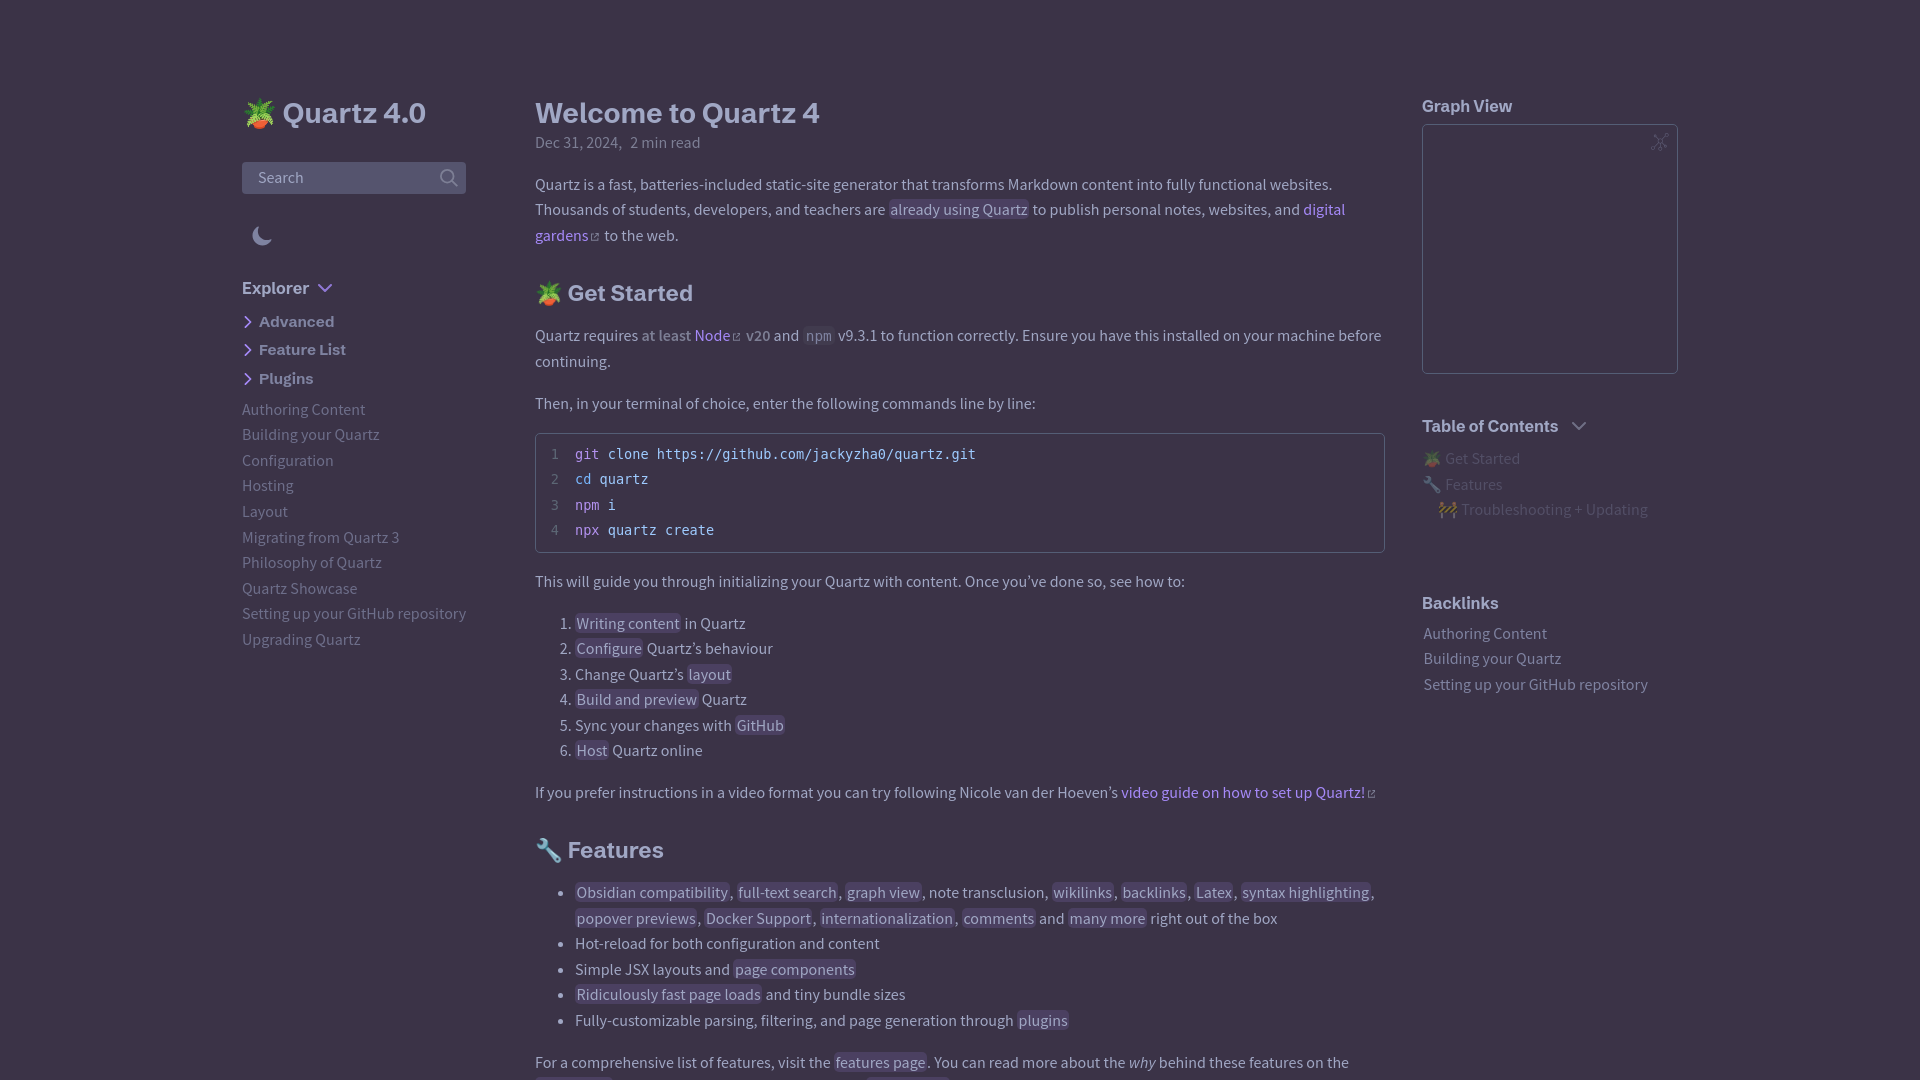 🪴 Quartz 4.0
Search
Explorer
Advanced
Feature List
Plugins
Authoring Content
Building your Quartz
Configuration
Hosting
Layout
Migrating from Quartz 3
Philosophy of Quartz
Quartz Showcase
Setting up your GitHub repository
Upgrading Quartz
Welcome to Quartz 4
Dec 31, 2024, 2 min read
Quartz is a fast, batteries-included static-site generator that transforms Markdown content into fully functional websites.
Thousands of students, developers, and teachers are already using Quartz to publish personal notes, websites, and digital
gardens to the web.
🪴 Get Started
Quartz requires at least Node v20 and npm v9.3.1 to function correctly. Ensure you have this installed on your machine before
continuing.
Then, in your terminal of choice, enter the following commands line by line:
1 git clone https://github.com/jackyzha0/quartz.git
2 cd quartz
3 npm i
4 npx quartz create
This will guide you through initializing your Quartz with content. Once you’ve done so, see how to:
1. Writing content in Quartz
2. Configure Quartz’s behaviour
3. Change Quartz’s layout
4. Build and preview Quartz
5. Sync your changes with GitHub
6. Host Quartz online
If you prefer instructions in a video format you can try following Nicole van der Hoeven’s video guide on how to set up Quartz!
🔧 Features
• Obsidian compatibility, full-text search, graph view, note transclusion, wikilinks, backlinks, Latex, syntax highlighting,
popover previews, Docker Support, internationalization, comments and many more right out of the box
• Hot-reload for both configuration and content
• Simple JSX layouts and page components
• Ridiculously fast page loads and tiny bundle sizes
• Fully-customizable parsing, filtering, and page generation through plugins
For a comprehensive list of features, visit the features page. You can read more about the why behind these features on the
Graph View
Table of Contents
🪴 Get Started
🔧 Features
🚧 Troubleshooting + Updating
Backlinks
Authoring Content
Building your Quartz
Setting up your GitHub repository